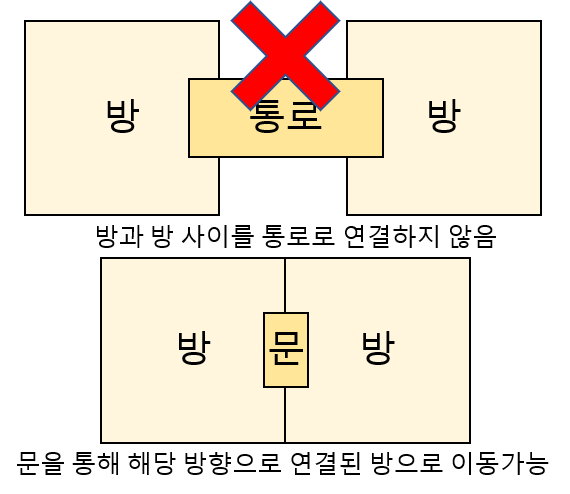 방 통로 방
방과 방 사이를 통로로 연결하지 않음
방 문 방
문을 통해 해당 방향으로 연결된 방으로 이동가능